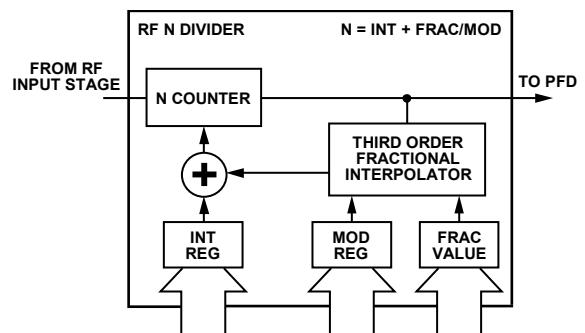 RF N DIVIDER
N = INT + FRAC/MOD
FROM RF
INPUT STAGE
N COUNTER
TO PFD
THIRD ORDER
FRACTIONAL
INTERPOLATOR
+
INT
REG
MOD
REG
FRAC
VALUE